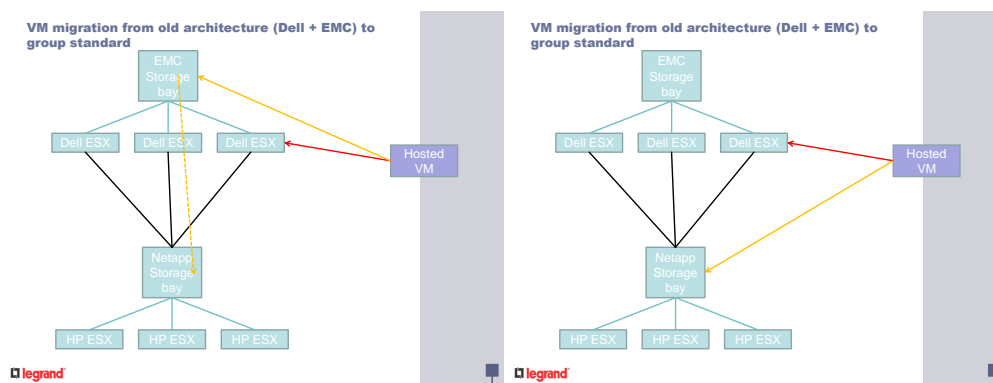 VM migration from old architecture (Dell + EMC) to
group standard
EMC
Storage
bay
Dell ESX
Dell ESX
Dell ESX
Hosted
VM
Netapp
Storage
bay
HP ESX
HP ESX
HP ESX
legrand
VM migration from old architecture (Dell + EMC) to
group standard
EMC
Storage
bay
Dell ESX
Dell ESX
Dell ESX
Hosted
VM
Netapp
Storage
bay
HP ESX
HP ESX
HP ESX
legrand